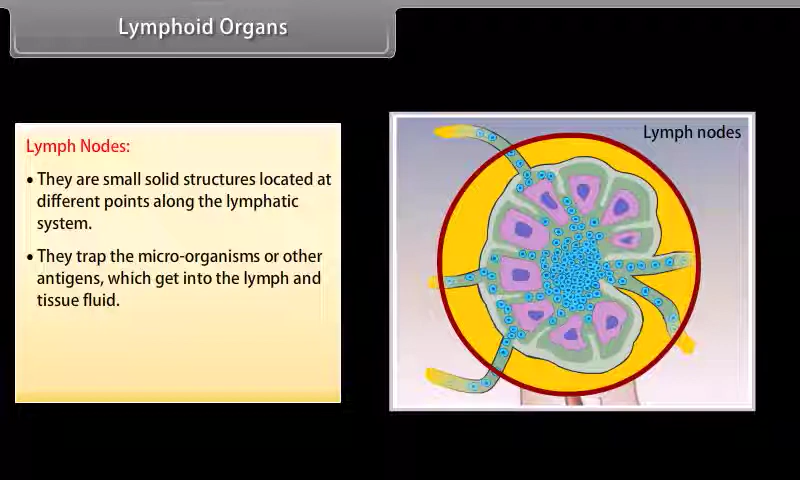 Lymphoid Organs
Lymph Nodes:
• They are small solid structures located at
different points along the lymphatic
system.
• They trap the micro-organisms or other
antigens, which get into the lymph and
tissue fluid.
Lymph nodes